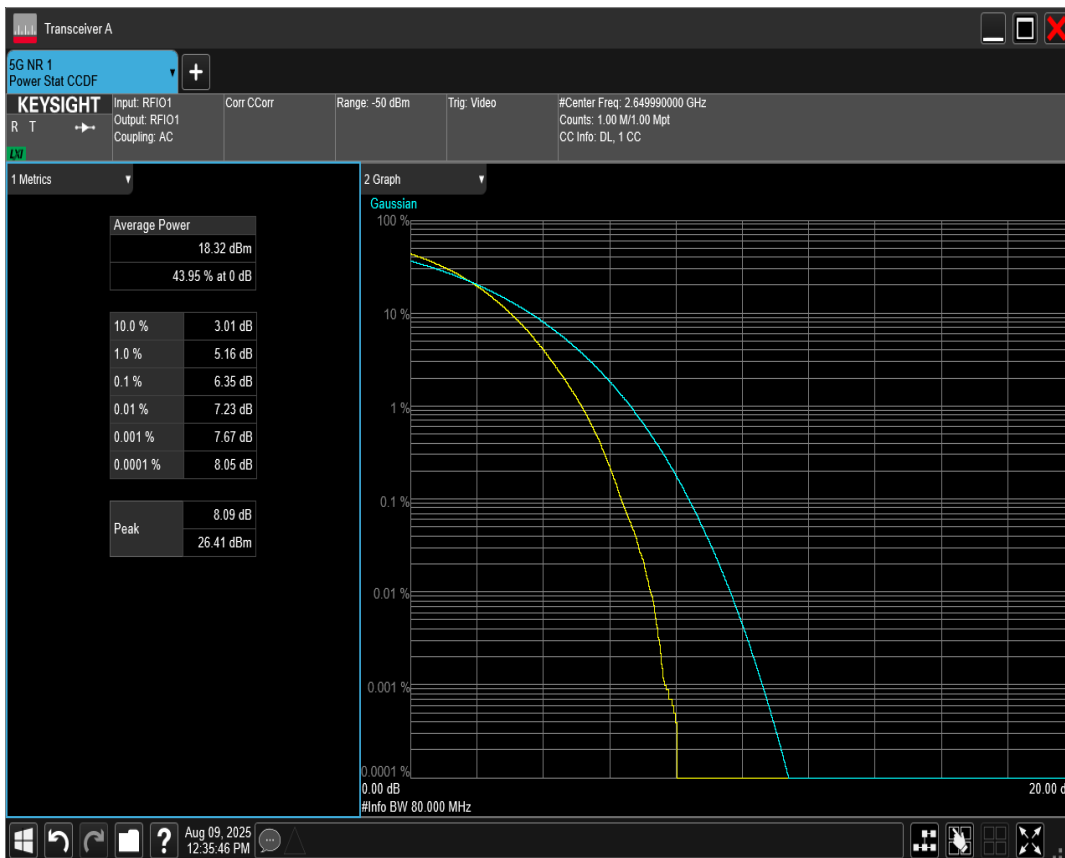 Transceiver A
5G NR 1
Power Stat CCDF
+
KEYSIGHT
R T
LXI
Input: RFIO1
Output: RFIO1
Coupling: AC
Corr CCorr
Range: -50 dBm
Trig: Video
#Center Freq: 2.649990000 GHz
Counts: 1.00 M/1.00 Mpt
CC Info: DL, 1 CC
1 Metrics
Average Power
18.32 dBm
43.95 % at 0 dB
10.0 % 3.01 dB
1.0 % 5.16 dB
0.1 % 6.35 dB
0.01 % 7.23 dB
0.001 % 7.67 dB
0.0001 % 8.05 dB
Peak
8.09 dB
26.41 dBm
2 Graph
Gaussian
100 %
10 %
1 %
0.1 %
0.01 %
0.001 %
0.0001 %
0.00 dB 20.00 d
#Info BW 80.000 MHz
?
Aug 09, 2025
12:35:46 PM